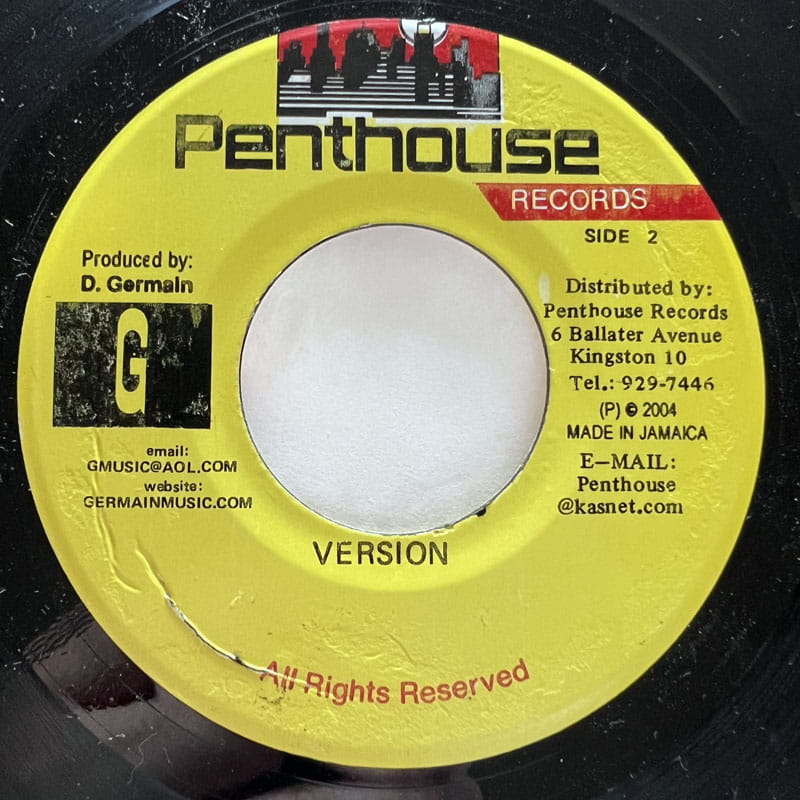 Penthouse
RECORDS
SIDE 2
Produced by:
D. Germain
G
email:
GMUSIC@AOL.COM
website:
GERMAINMUSIC.COM
Distributed by:
Penthouse Records
6 Ballater Avenue
Kingston 10
Tel.: 929-7446
(P) © 2004
MADE IN JAMAICA
E-MAIL:
Penthouse
@kasnet.com
VERSION
All Rights Reserved